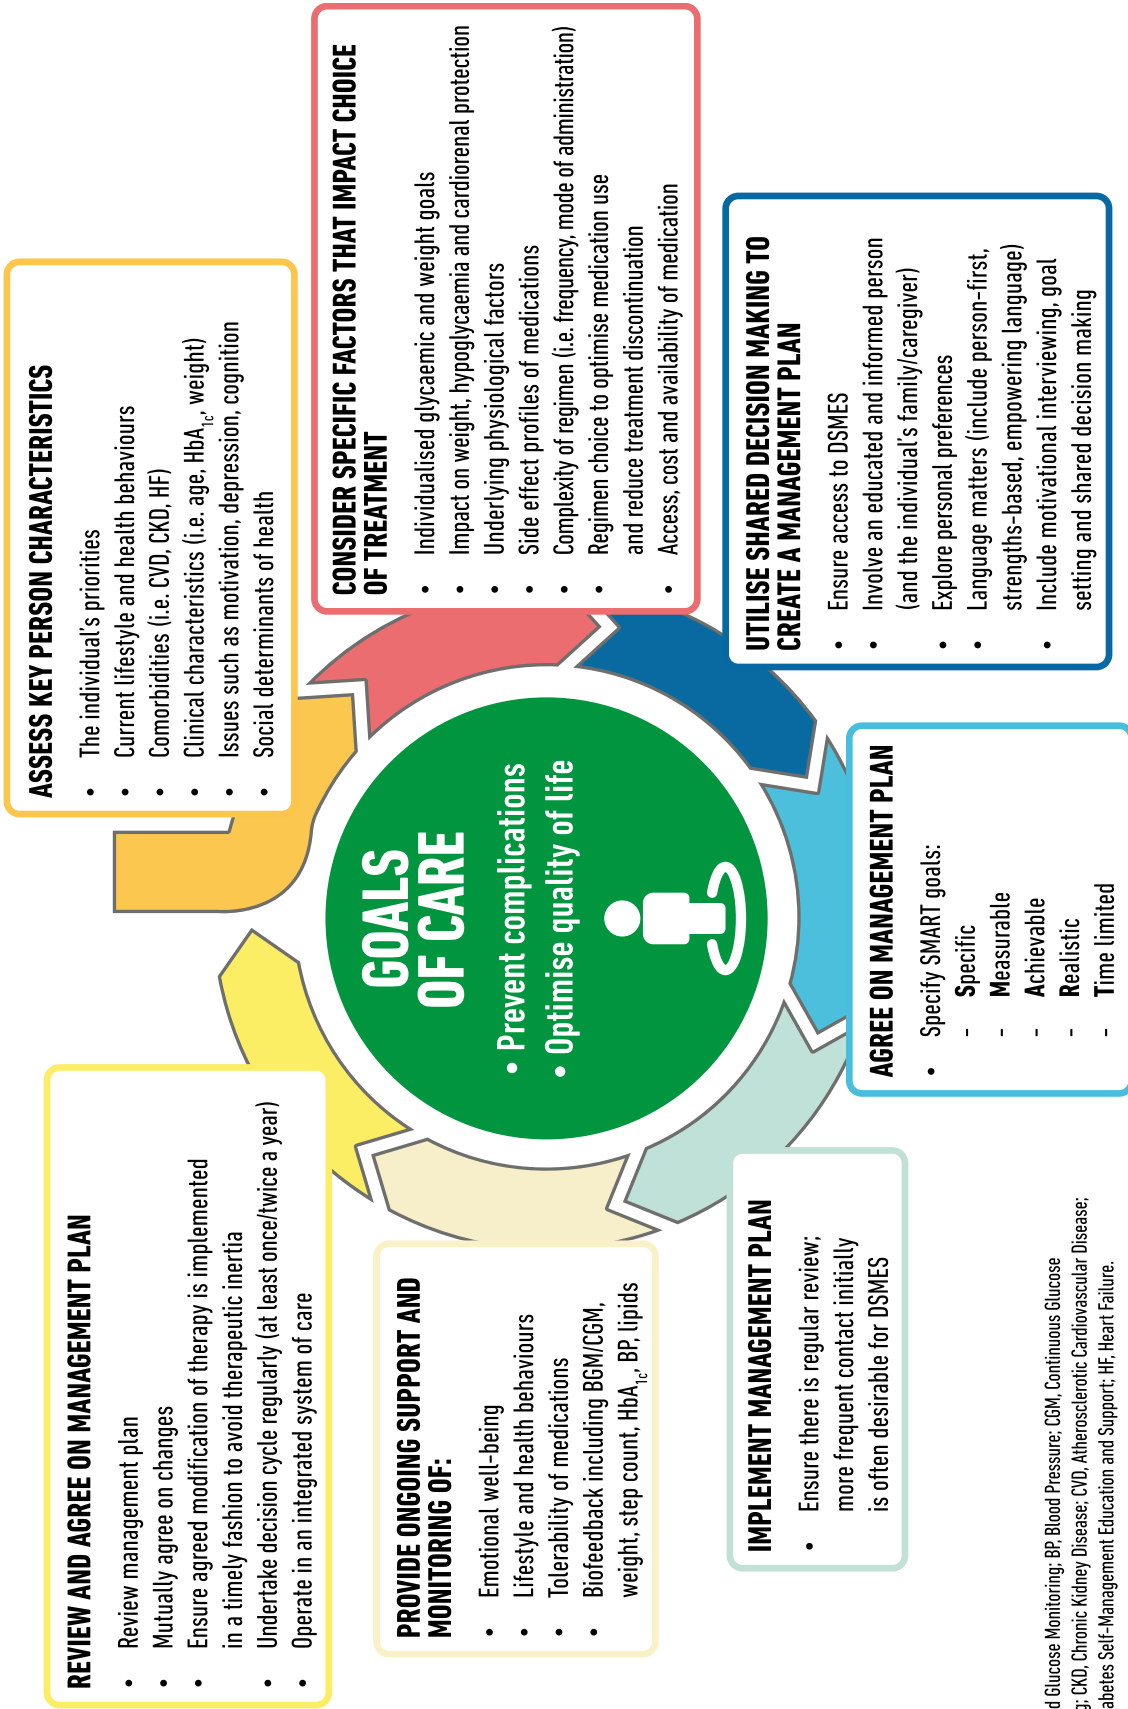 GOALS
OF CARE
• Prevent complications
• Optimise quality of life
ASSESS KEY PERSON CHARACTERISTICS
• The individual's priorities
• Current lifestyle and health behaviours
• Comorbidities (i.e. CVD, CKD, HF)
• Clinical characteristics (i.e. age, HbA1c, weight)
• Issues such as motivation, depression, cognition
• Social determinants of health
CONSIDER SPECIFIC FACTORS THAT IMPACT CHOICE
OF TREATMENT
• Individualised glycaemic and weight goals
• Impact on weight, hypoglycaemia and cardiorenal protection
• Underlying physiological factors
• Side effect profiles of medications
• Complexity of regimen (i.e. frequency, mode of administration)
• Regimen choice to optimise medication use
and reduce treatment discontinuation
• Access, cost and availability of medication
UTILISE SHARED DECISION MAKING TO
CREATE A MANAGEMENT PLAN
• Ensure access to DSMES
• Involve an educated and informed person
(and the individual's family/caregiver)
• Explore personal preferences
• Language matters (include person-first,
strengths-based, empowering language)
• Include motivational interviewing, goal
setting and shared decision making
AGREE ON MANAGEMENT PLAN
• Specify SMART goals:
- Specific
- Measurable
- Achievable
- Realistic
- Time limited
IMPLEMENT MANAGEMENT PLAN
• Ensure there is regular review;
more frequent contact initially
is often desirable for DSMES
PROVIDE ONGOING SUPPORT AND
MONITORING OF:
• Emotional well-being
• Lifestyle and health behaviours
• Tolerability of medications
• Biofeedback including BGM/CGM,
weight, step count, HbA1c, BP, lipids
REVIEW AND AGREE ON MANAGEMENT PLAN
• Review management plan
• Mutually agree on changes
• Ensure agreed modification of therapy is implemented
in a timely fashion to avoid therapeutic inertia
• Undertake decision cycle regularly (at least once/twice a year)
• Operate in an integrated system of care
d Glucose Monitoring; BP, Blood Pressure; CGM, Continuous Glucose
g; CKD, Chronic Kidney Disease; CVD, Atherosclerotic Cardiovascular Disease;
abetes Self-Management Education and Support; HF, Heart Failure.